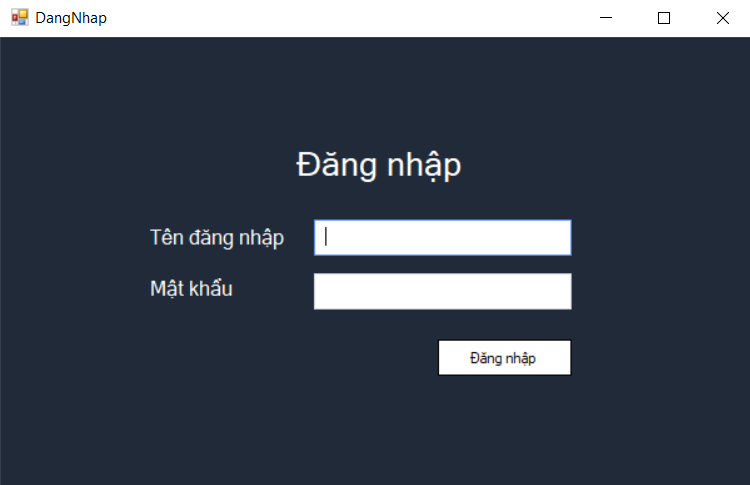 DangNhap
Đăng nhập
Tên đăng nhập
Mật khẩu
Đăng nhập